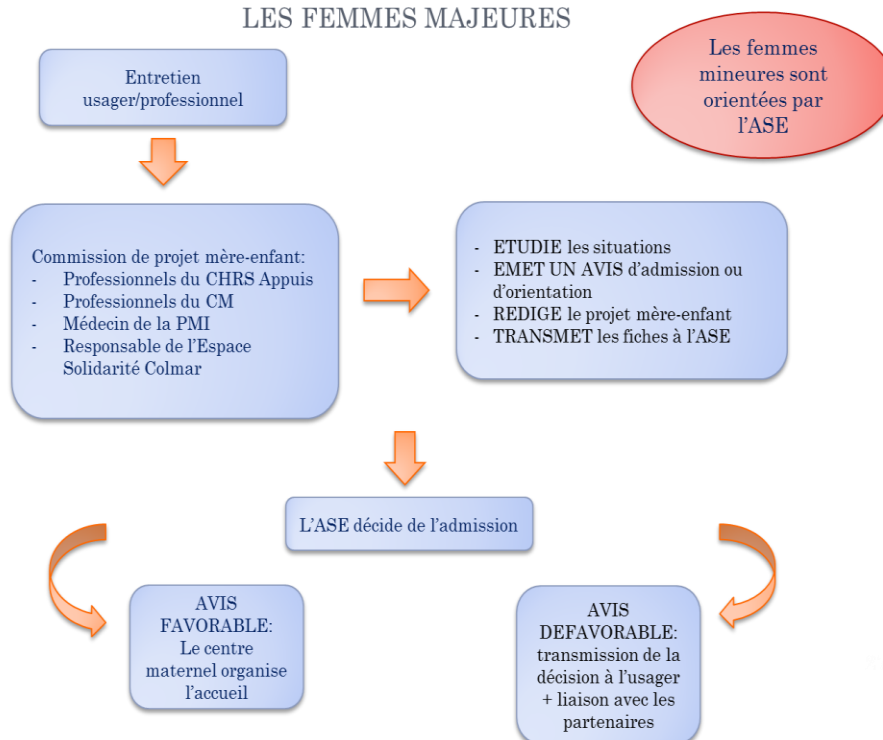 LES FEMMES MAJEURES
Les femmes
mineures sont
orientées par
l'ASE
Entretien
usager/professionnel
Commission de projet mère-enfant:
- Professionnels du CHRS Appuis
- Professionnels du CM
- Médecin de la PMI
- Responsable de l'Espace
Solidarité Colmar
- ETUDIE les situations
- EMET UN AVIS d'admission ou
d'orientation
- REDIGE le projet mère-enfant
- TRANSMET les fiches à l'ASE
L'ASE décide de l'admission
AVIS
FAVORABLE:
Le centre
maternel organise
l'accueil
AVIS
DEFAVORABLE:
transmission de la
décision à l'usager
+ liaison avec les
partenaires